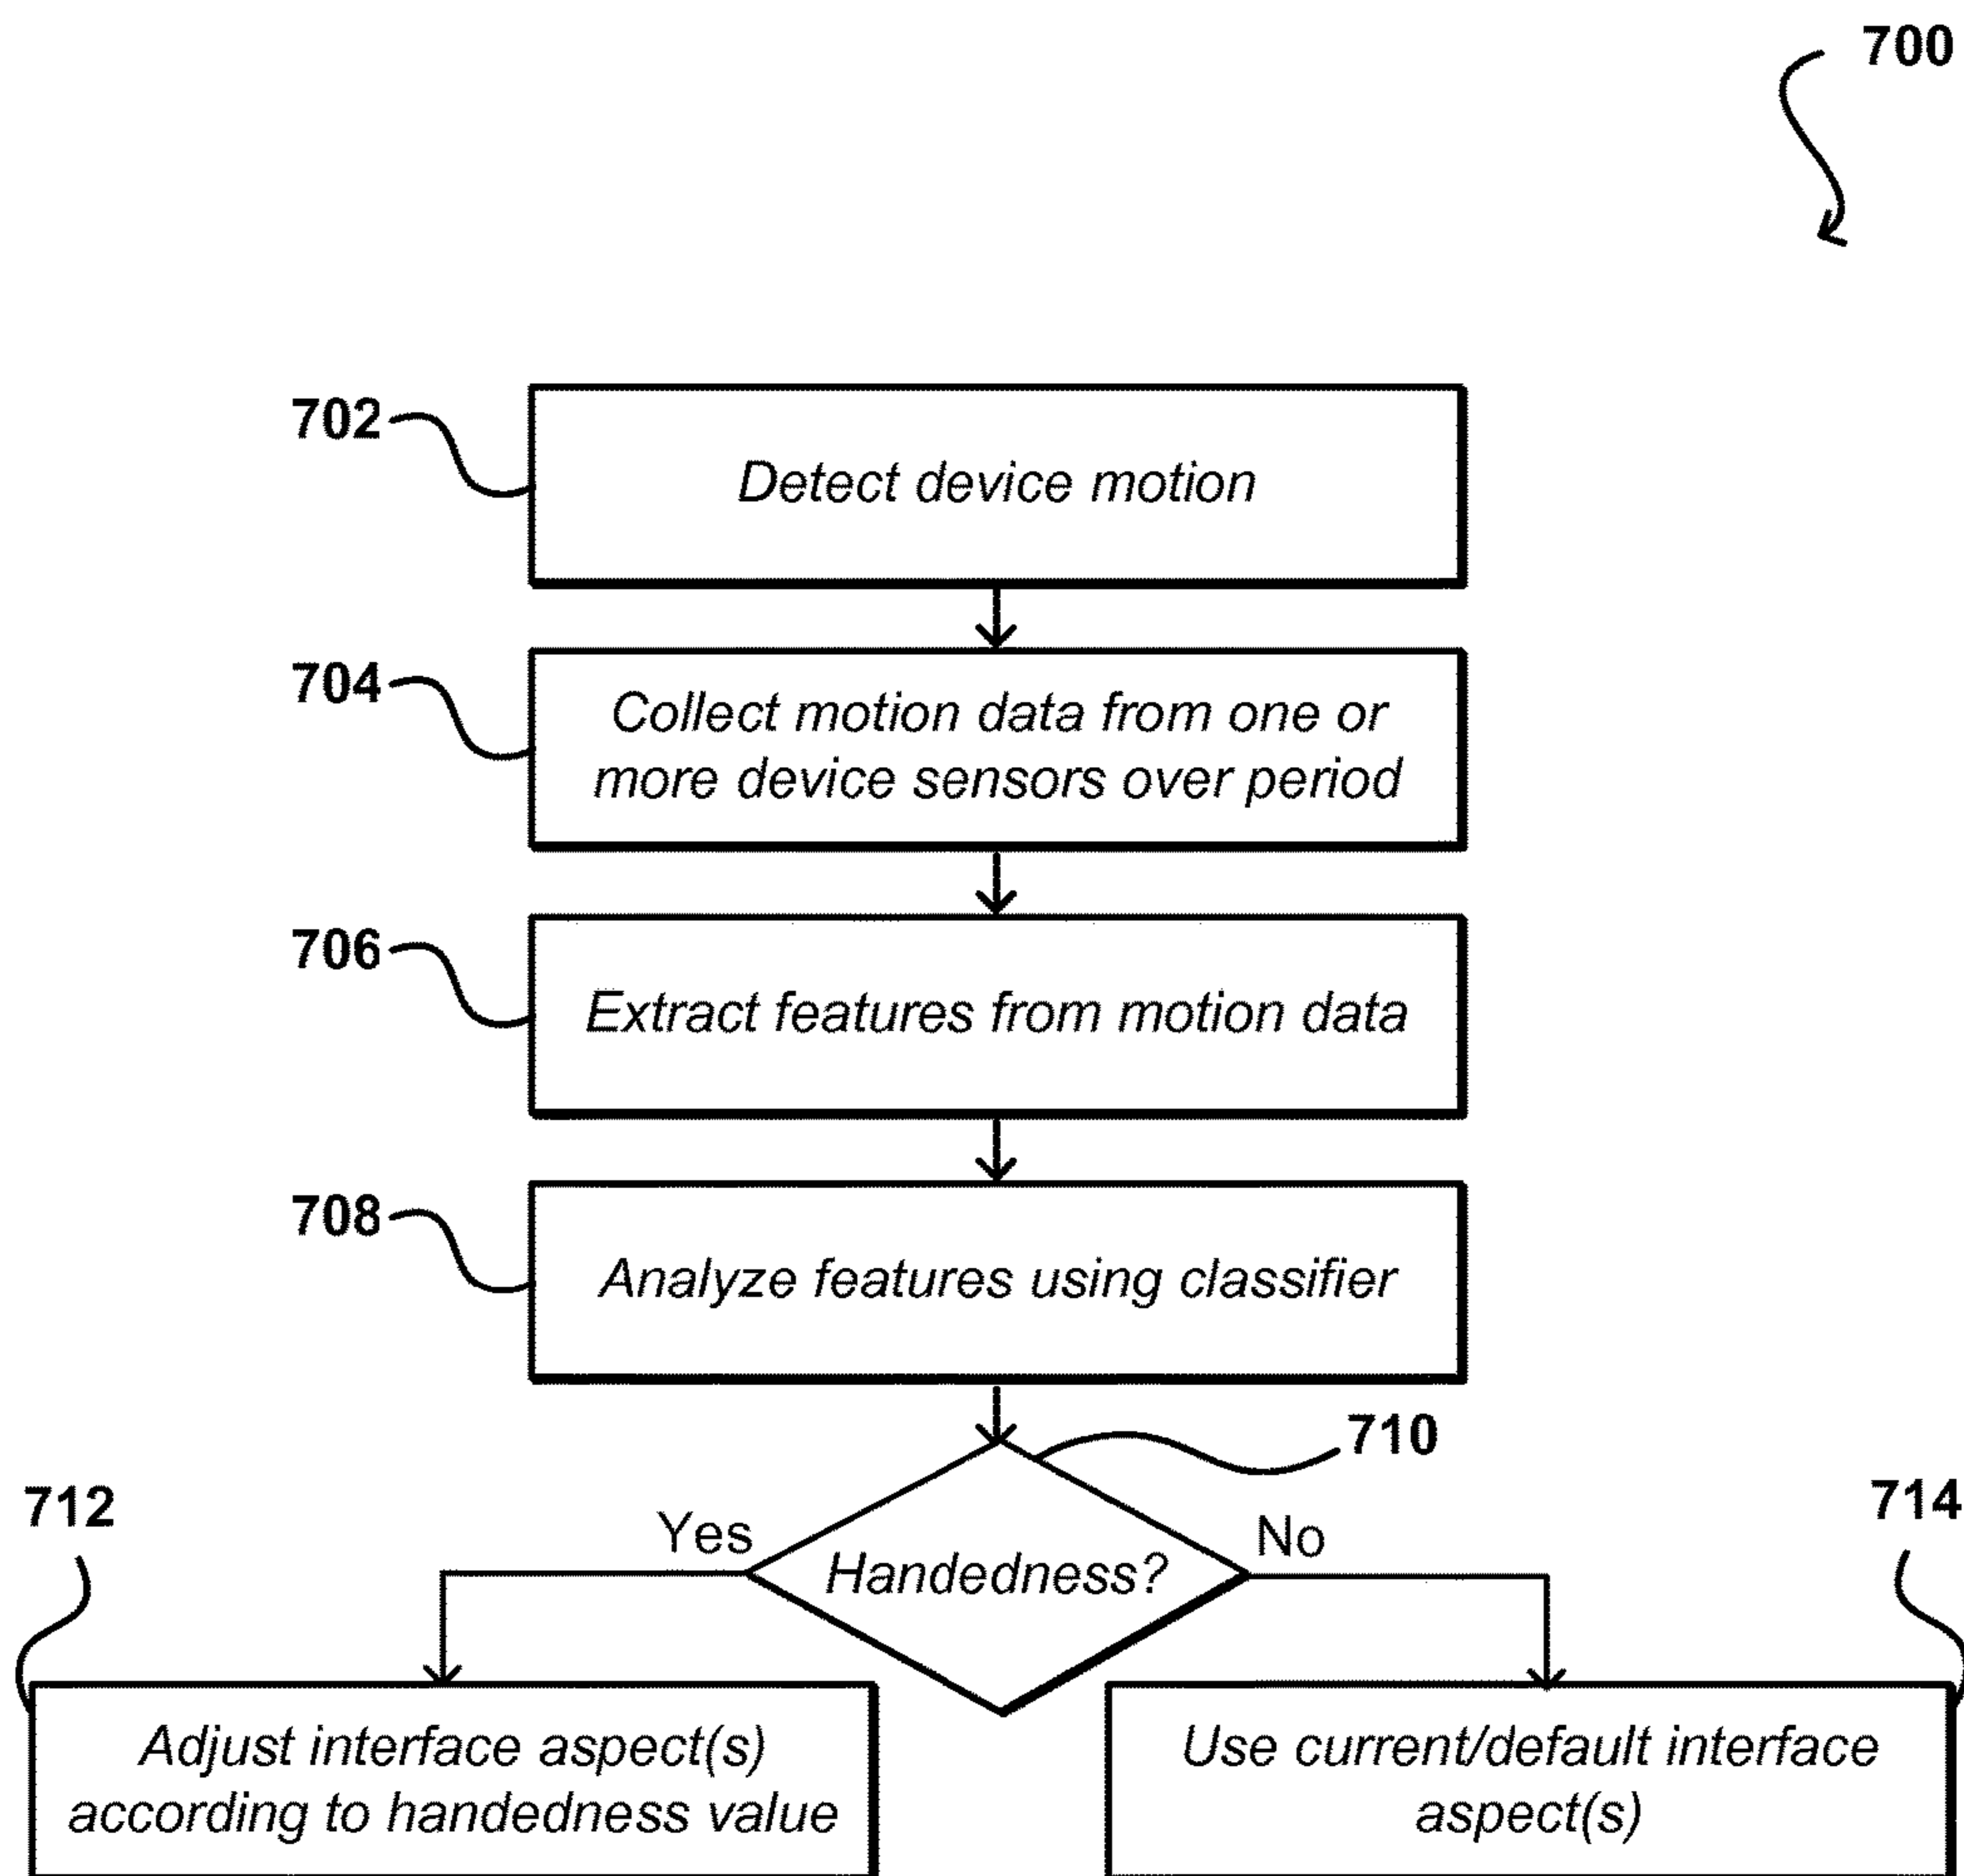 700
702
Detect device motion
704
Collect motion data from one or
more device sensors over period
706
Extract features from motion data
708
Analyze features using classifier
710
712
714
Yes
Handedness?
No
Adjust interface aspect(s)
according to handedness value
Use current/default interface
aspect(s)